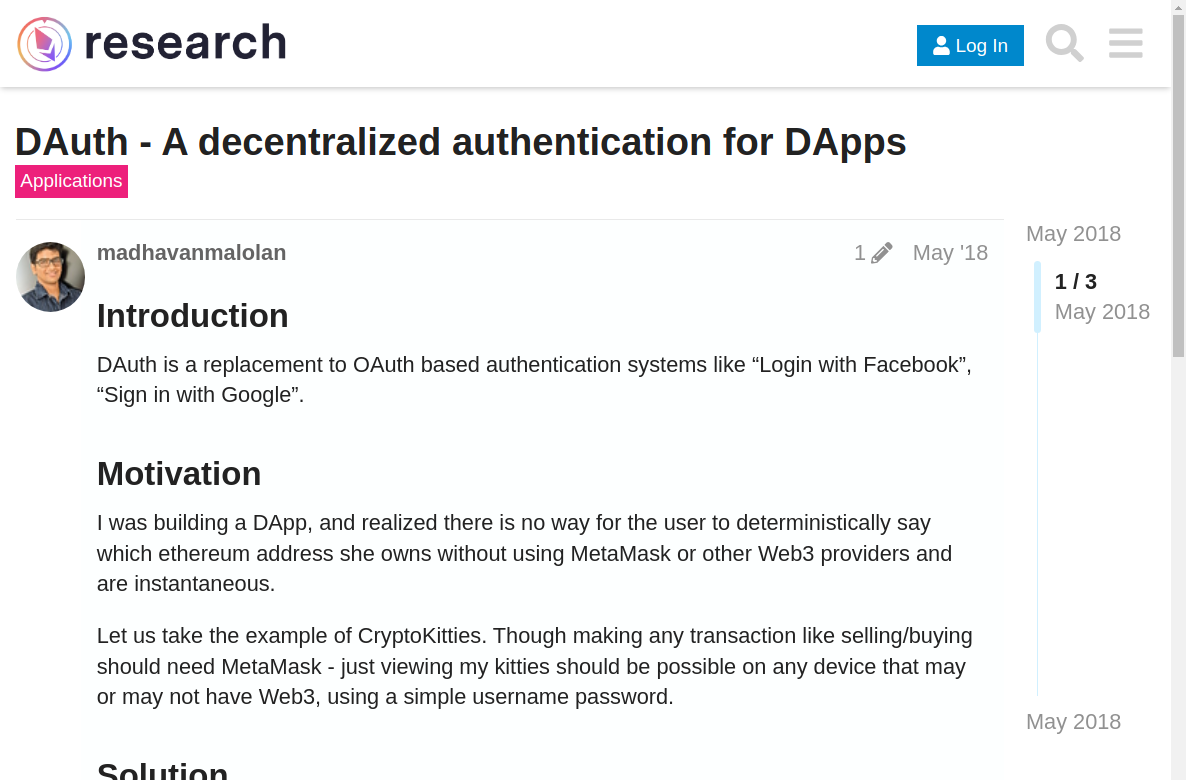 research
Log In
DAuth - A decentralized authentication for DApps
Applications
madhavanmalolan
1
May '18
Introduction
DAuth is a replacement to OAuth based authentication systems like “Login with Facebook”,
“Sign in with Google”.
Motivation
I was building a DApp, and realized there is no way for the user to deterministically say
which ethereum address she owns without using MetaMask or other Web3 providers and
are instantaneous.
Let us take the example of CryptoKitties. Though making any transaction like selling/buying
should need MetaMask - just viewing my kitties should be possible on any device that may
or may not have Web3, using a simple username password.
Solution
May 2018
1 / 3
May 2018
May 2018